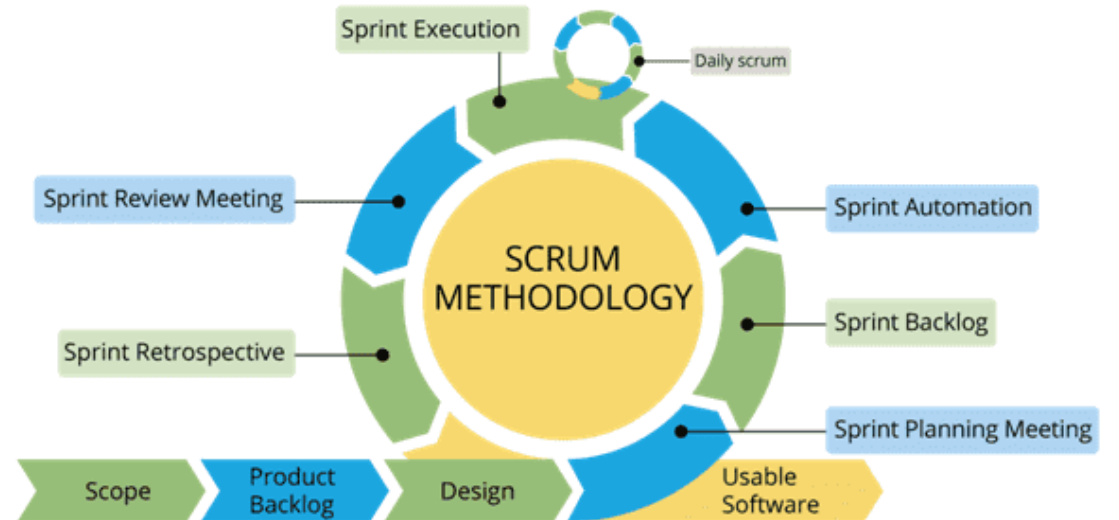 Sprint Execution
Daily scrum
Sprint Review Meeting
Sprint Automation
SCRUM
METHODOLOGY
Sprint Backlog
Sprint Retrospective
Sprint Planning Meeting
Scope
Product
Backlog
Design
Usable
Software